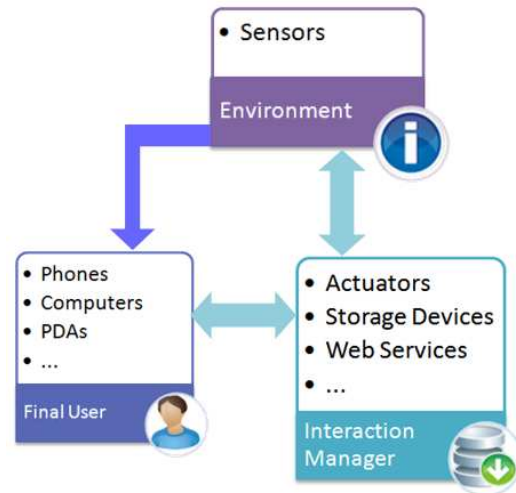 • Sensors
Environment
• Phones
• Computers
• PDAs
• ...
Final User
• Actuators
• Storage Devices
• Web Services
• ...
Interaction
Manager